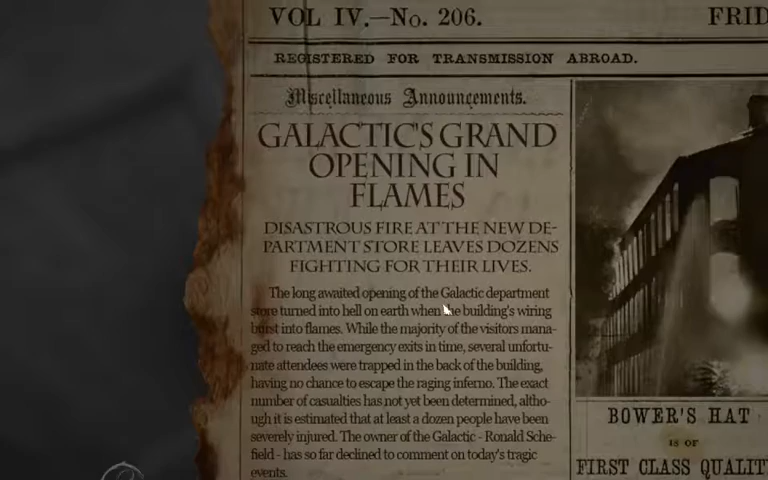 VOL IV.—No. 206.
FRID
REGISTERED FOR TRANSMISSION ABROAD.
Miscellaneous Announcements.
GALACTIC'S GRAND
OPENING IN
FLAMES
DISASTROUS FIRE AT THE NEW DE-
PARTMENT STORE LEAVES DOZENS
FIGHTING FOR THEIR LIVES.
The long awaited opening of the Galactic department
store turned into hell on earth when the building's wiring
burst into flames. While the majority of the visitors mana-
ged to reach the emergency exits in time, several unfortu-
nate attendees were trapped in the back of the building,
having no chance to escape the raging inferno. The exact
number of casualties has not yet been determined, altho-
ugh it is estimated that at least a dozen people have been
severely injured. The owner of the Galactic - Ronald Sche-
field - has so far declined to comment on today's tragic
events.
BOWER'S HAT
IS OF
FIRST CLASS QUALIT